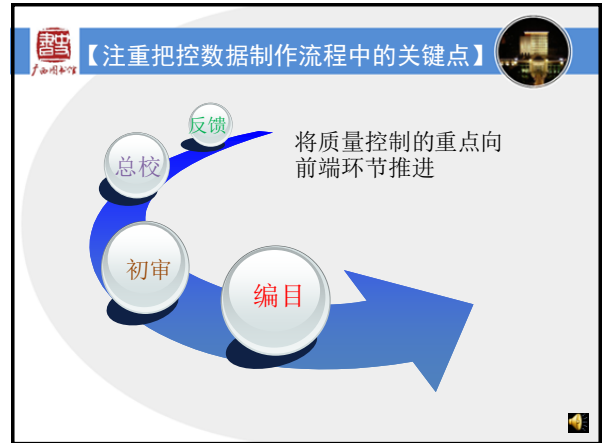 【注重把控数据制作流程中的关键点】
反馈
将质量控制的重点向
前端环节推进
总校
初审
编目